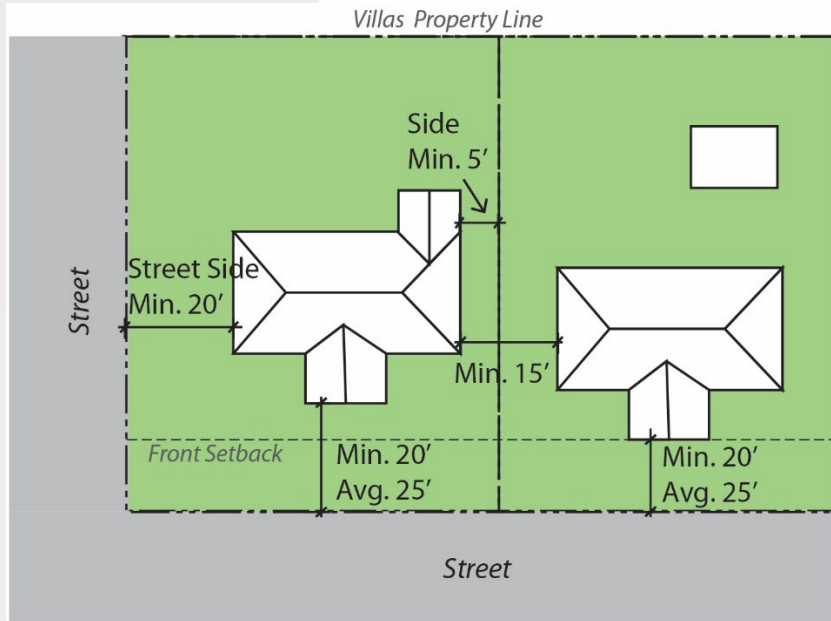 Villas Property Line
Side
Min. 5’
Street
Street Side
Min. 20’
Min. 15’
Front Setback
Min. 20’
Avg. 25’
Min. 20’
Avg. 25’
Street